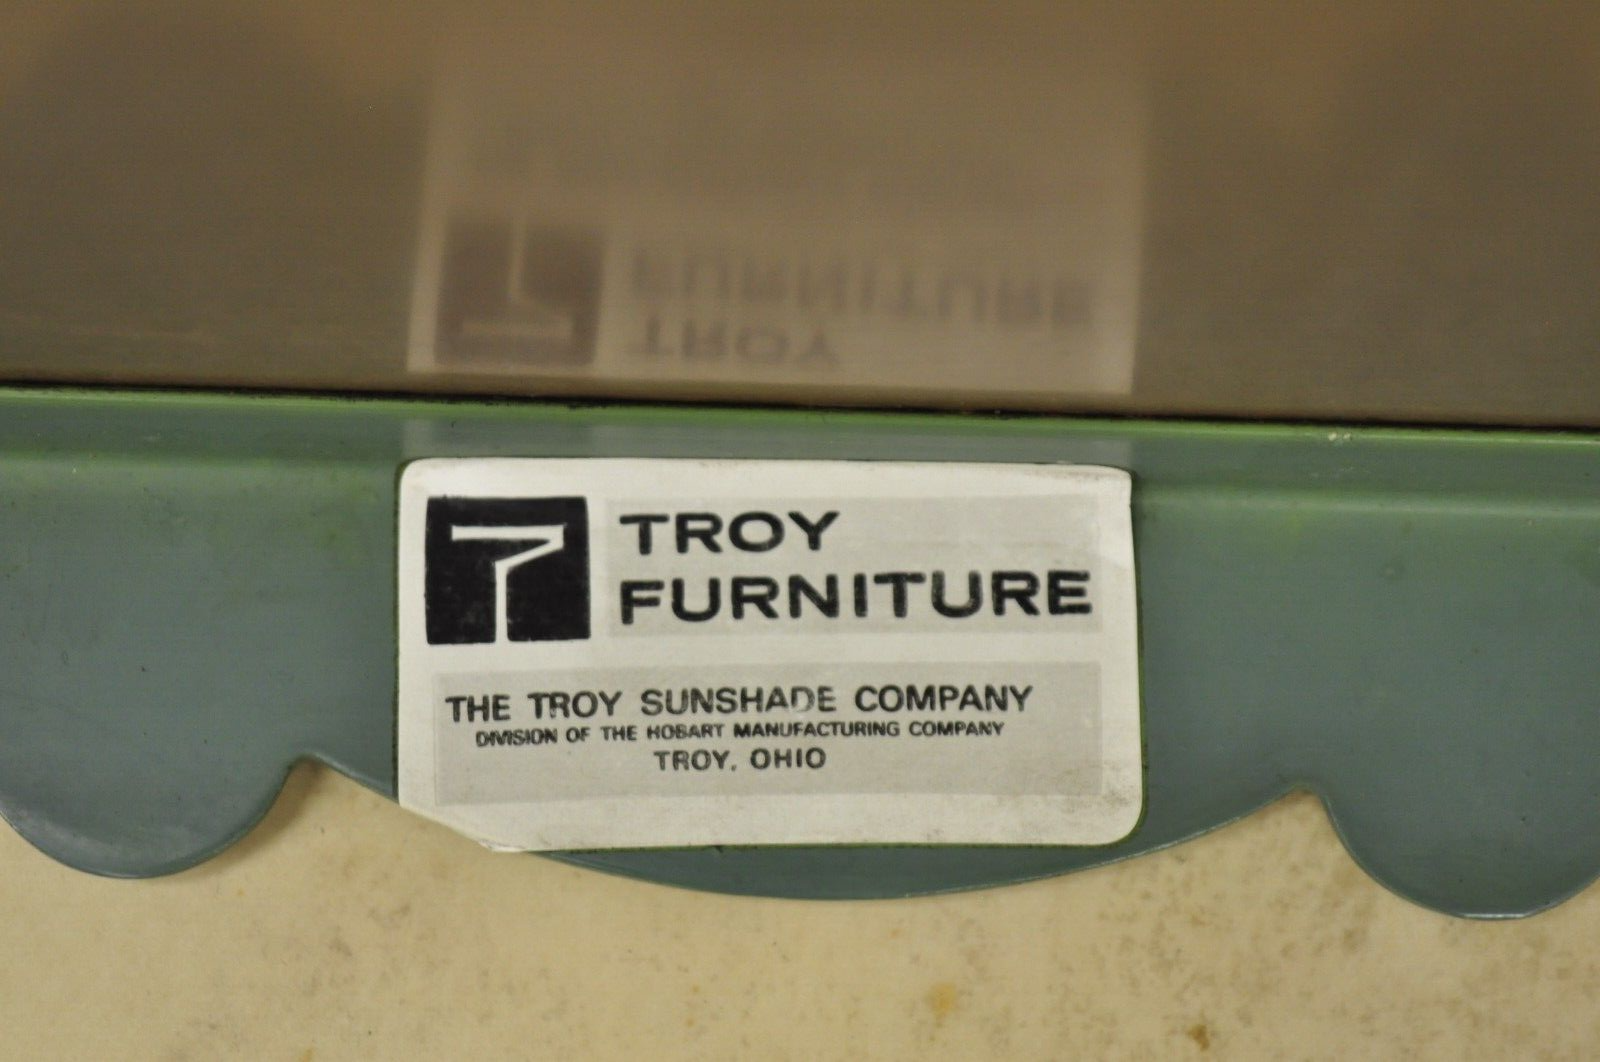 TROY
FURNITURE
THE TROY SUNSHADE COMPANY
DIVISION OF THE HOBART MANUFACTURING COMPANY
TROY, OHIO